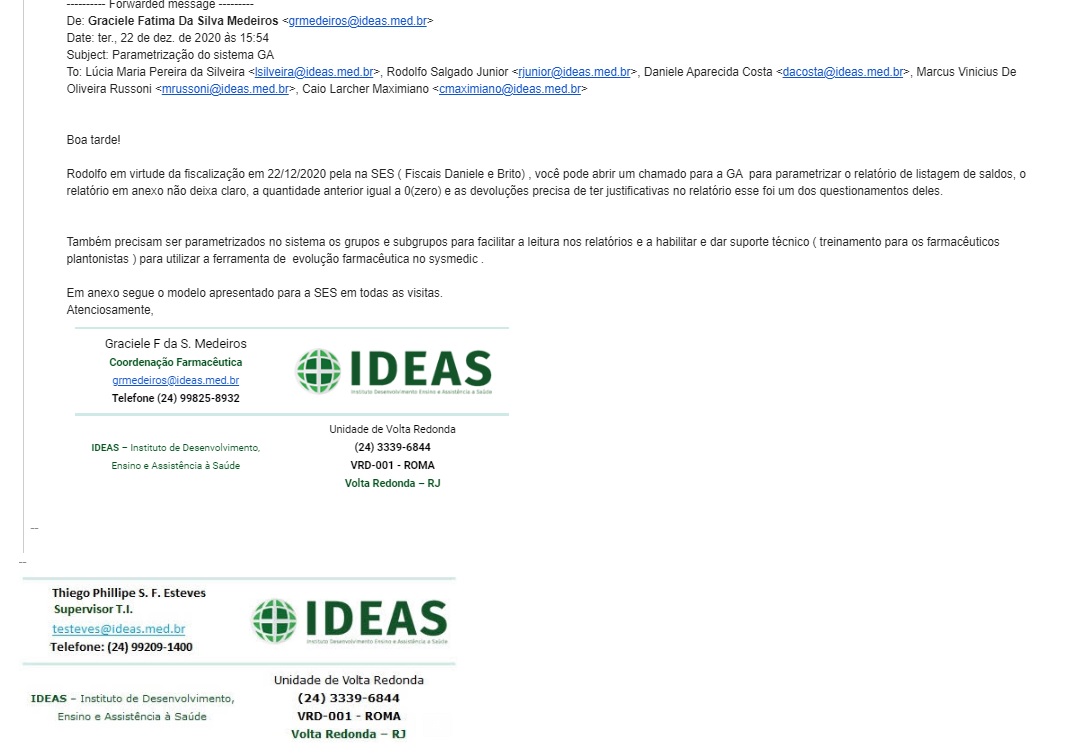 ---------- Forwarded message ---------
De: Graciele Fatima Da Silva Medeiros <grmedeiros@ideas.med.br>
Date: ter., 22 de dez. de 2020 às 15:54
Subject: Parametrização do sistema GA
To: Lúcia Maria Pereira da Silveira <lsilveira@ideas.med.br>, Rodolfo Salgado Junior <rjunior@ideas.med.br>, Daniele Aparecida Costa <dacosta@ideas.med.br>, Marcus Vinicius De
Oliveira Russoni <mrussoni@ideas.med.br>, Caio Larcher Maximiano <cmaximiano@ideas.med.br>
Boa tarde!
Rodolfo em virtude da fiscalização em 22/12/2020 pela na SES ( Fiscais Daniele e Brito) , você pode abrir um chamado para a GA  para parametrizar o relatório de listagem de saldos, o
relatório em anexo não deixa claro, a quantidade anterior igual a 0(zero) e as devoluções precisa de ter justificativas no relatório esse foi um dos questionamentos deles.
Também precisam ser parametrizados no sistema os grupos e subgrupos para facilitar a leitura nos relatórios e a habilitar e dar suporte técnico ( treinamento para os farmacêuticos
plantonistas ) para utilizar a ferramenta de  evolução farmacêutica no sysmedic .
Em anexo segue o modelo apresentado para a SES em todas as visitas.
Atenciosamente,
Graciele F da S. Medeiros
Coordenação Farmacêutica
grmedeiros@ideas.med.br
Telefone (24) 99825-8932
IDEAS
Instituto Desenvolvimento Ensino e Assistência à Saúde
IDEAS – Instituto de Desenvolvimento,
Ensino e Assistência à Saúde
Unidade de Volta Redonda
(24) 3339-6844
VRD-001 - ROMA
Volta Redonda – RJ
--
--
Thiego Phillipe S. F. Esteves
Supervisor T.I.
testeves@ideas.med.br
Telefone: (24) 99209-1400
IDEAS
Instituto Desenvolvimento Ensino e Assistência à Saúde
IDEAS – Instituto de Desenvolvimento,
Ensino e Assistência à Saúde
Unidade de Volta Redonda
(24) 3339-6844
VRD-001 - ROMA
Volta Redonda – RJ